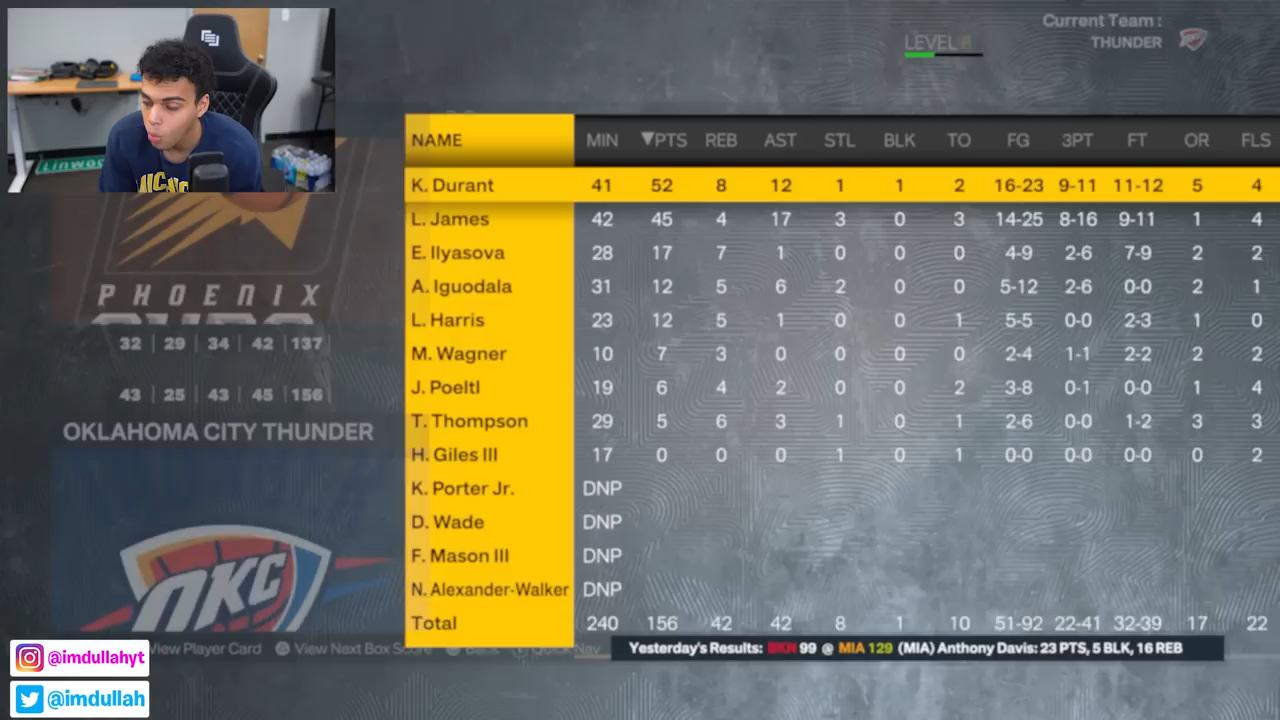 Current Team :
THUNDER
LEVEL 8
Linwo
MICHIG
PHOENIX
SUNS
32 | 29 | 34 | 42 | 137
43 | 25 | 43 | 45 | 156
OKLAHOMA CITY THUNDER
OKC
NAME MIN ▼PTS REB AST STL BLK TO FG 3PT FT OR FLS
K. Durant 41 52 8 12 1 1 2 16-23 9-11 11-12 5 4
L. James 42 45 4 17 3 0 3 14-25 8-16 9-11 1 4
E. Ilyasova 28 17 7 1 0 0 0 4-9 2-6 7-9 2 2
A. Iguodala 31 12 5 6 2 0 0 5-12 2-6 0-0 2 1
L. Harris 23 12 5 1 0 0 1 5-5 0-0 2-3 1 0
M. Wagner 10 7 3 0 0 0 0 2-4 1-1 2-2 2 2
J. Poeltl 19 6 4 2 0 0 2 3-8 0-1 0-0 1 4
T. Thompson 29 5 6 3 1 0 1 2-6 0-0 1-2 3 3
H. Giles III 17 0 0 0 1 0 1 0-0 0-0 0-0 0 2
K. Porter Jr. DNP
D. Wade DNP
F. Mason III DNP
N. Alexander-Walker DNP
Total 240 156 42 42 8 1 10 51-92 22-41 32-39 17 22
View Player Card View Next Box Score Back Quick Nav
Yesterday's Results: BKN 99 @ MIA 129 (MIA) Anthony Davis: 23 PTS, 5 BLK, 16 REB
@imdullahyt
@imdullah